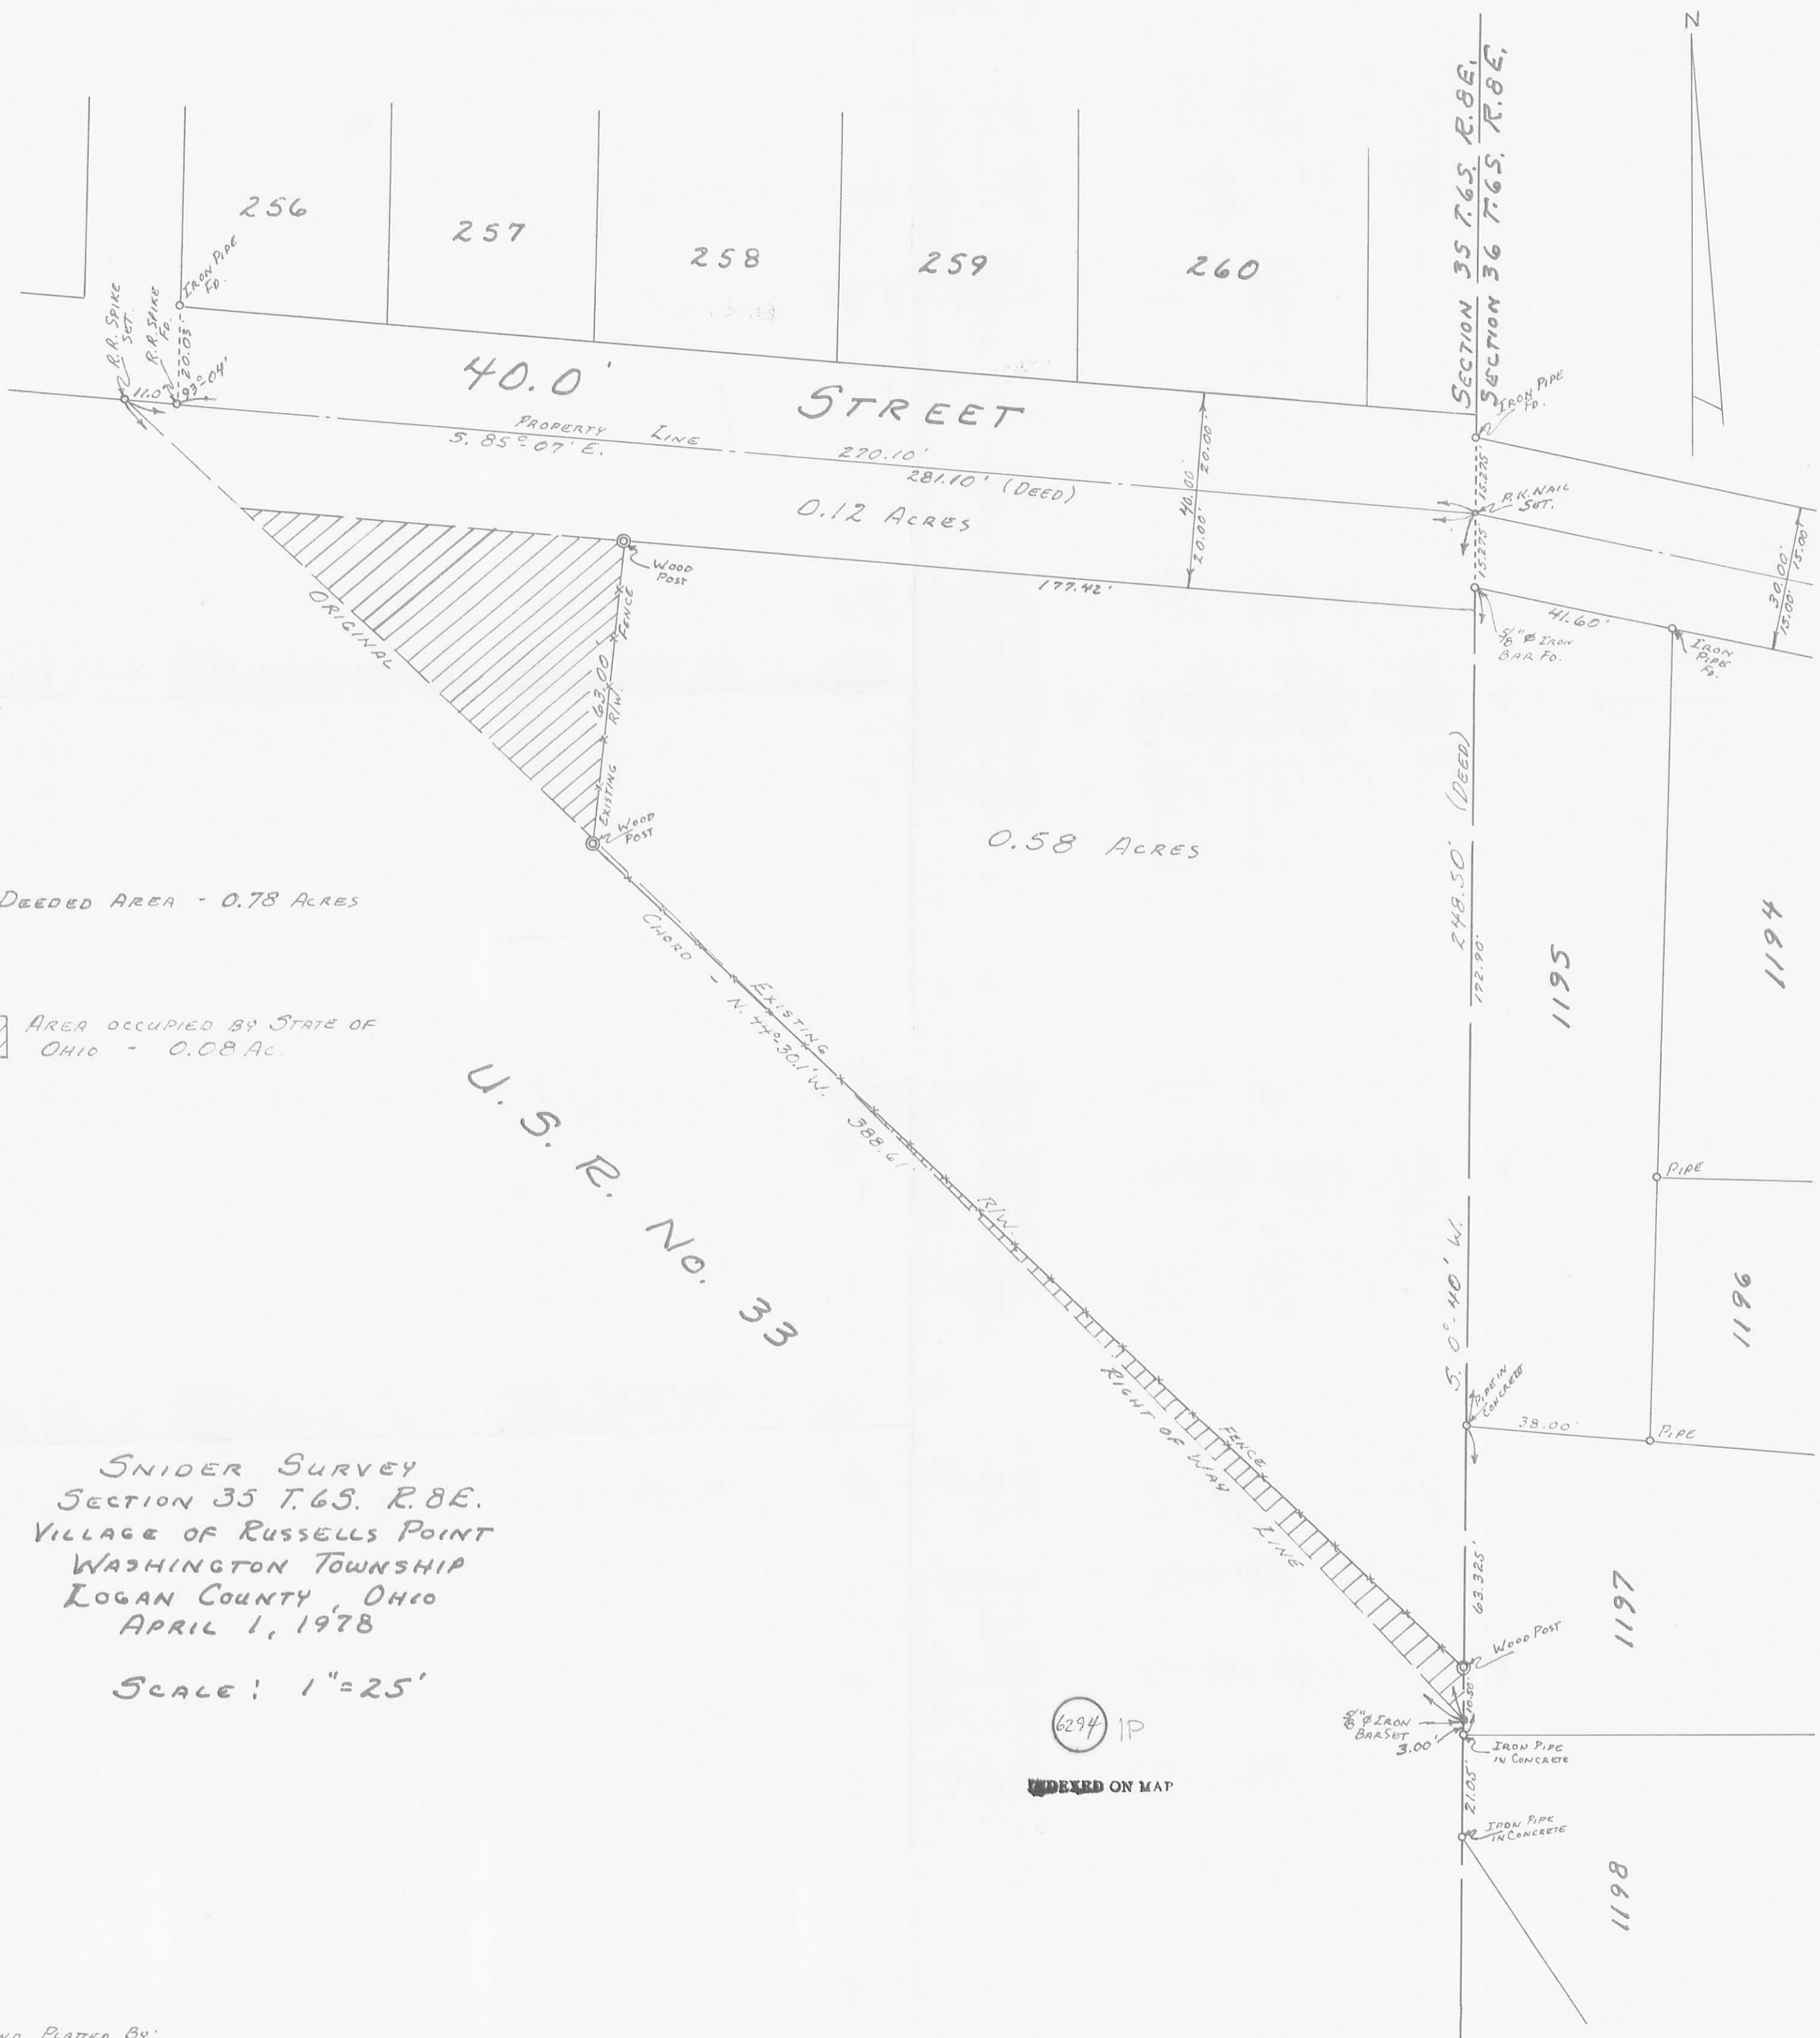 N
SECTION 35 T.6S. R.8E.
SECTION 36 T.6S. R.8E.
256
257
258
259
260
IRON PIPE
FD.
R.R. SPIKE
SET.
R.R. SPIKE
FD.
20.03'
11.0'
93°-04'
40.0' STREET
PROPERTY LINE
S. 85°-07' E.
270.10'
281.10' (DEED)
0.12 ACRES
40.00'
20.00'
20.00'
IRON PIPE
FD.
15.275'
P.K. NAIL
SET.
15.275'
177.42'
41.60'
5/8" ⌀ IRON
BAR FD.
IRON
PIPE
FD.
30.00'
15.00'
15.00'
WOOD
POST
ORIGINAL
63.00'
EXISTING R/W. FENCE
WOOD
POST
0.58 ACRES
248.50' (DEED)
172.90'
S. 0°-40' W.
1195
1194
DEEDED AREA - 0.78 ACRES
AREA OCCUPIED BY STATE OF
OHIO - 0.08 AC.
CHORD - N. 44°-30.1' W. 388.61'
EXISTING R/W. FENCE
RIGHT OF WAY LINE
U. S. R. NO. 33
PIPE
1196
PIPE IN
CONCRETE
38.00'
PIPE
SNIDER SURVEY
SECTION 35 T.6S. R.8E.
VILLAGE OF RUSSELLS POINT
WASHINGTON TOWNSHIP
LOGAN COUNTY, OHIO
APRIL 1, 1978
SCALE: 1"=25'
63.325'
1197
WOOD POST
10.50'
5/8" ⌀ IRON
BAR SET
3.00'
IRON PIPE
IN CONCRETE
21.05'
IRON PIPE
IN CONCRETE
1198
6294 IP
INDEXED ON MAP
PLATTED BY: